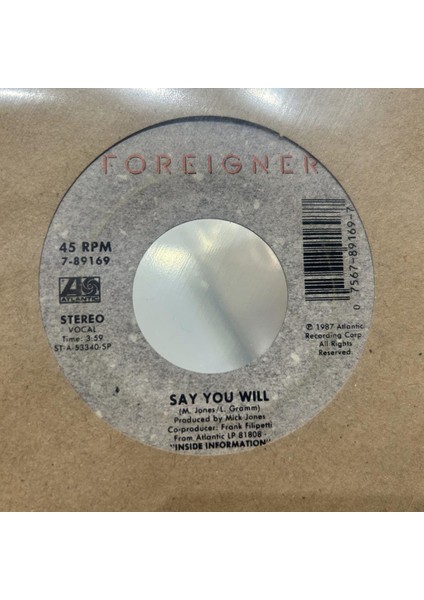 FOREIGNER
45 RPM
7-89169
ATLANTIC
STEREO
VOCAL
Time: 3:59
ST-A-53340-SP
0 7567-89169-7
℗ 1987 Atlantic
Recording Corp.
All Rights
Reserved.
SAY YOU WILL
(M. Jones/L. Gramm)
Produced by Mick Jones
Co-producer: Frank Filipetti
From Atlantic LP 81808 -
"INSIDE INFORMATION"